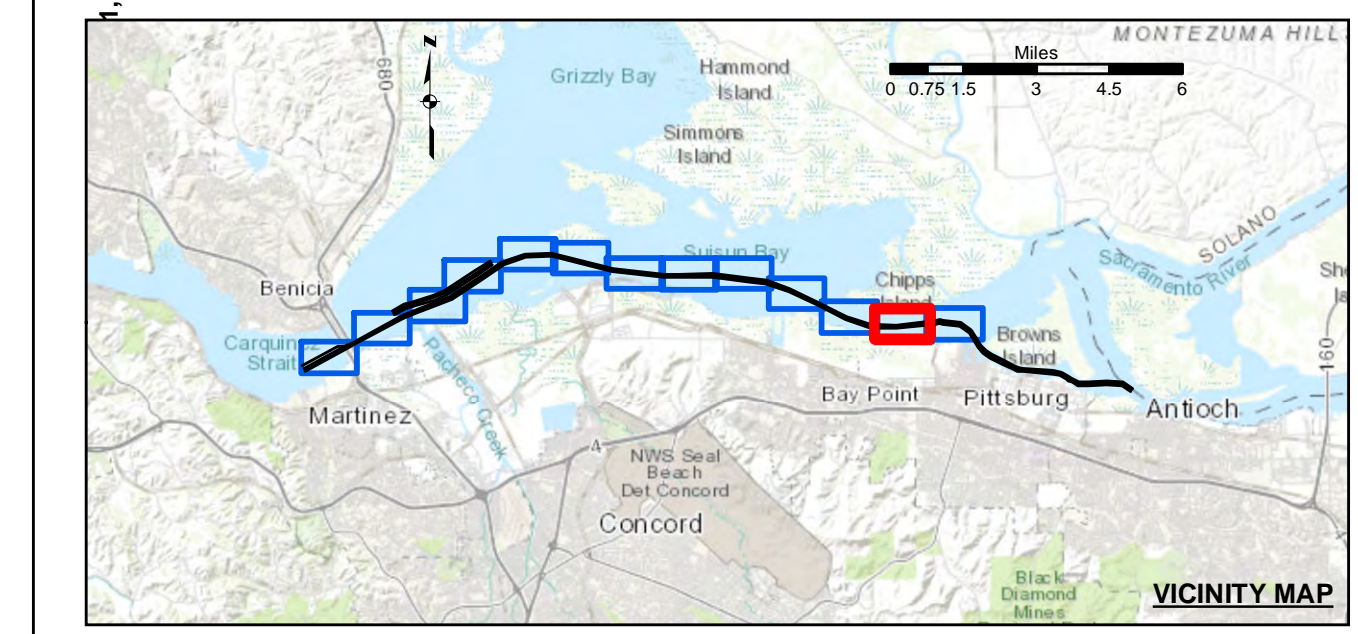 MONTEZUMA HILL
N
Miles
0 0.75 1.5 3 4.5 6
680
Grizzly Bay
Hammond
Island
Simmons
Island
SOLANO
Sacramento River
Suisun Bay
Chipps
Island
Benicia
Carquinez
Strait
Browns
Island
160
Pacheco Creek
Bay Point
Pittsburg
Antioch
Martinez
4
NWS Seal
Beach
Det Concord
Concord
Black
Diamond
Mines
VICINITY MAP